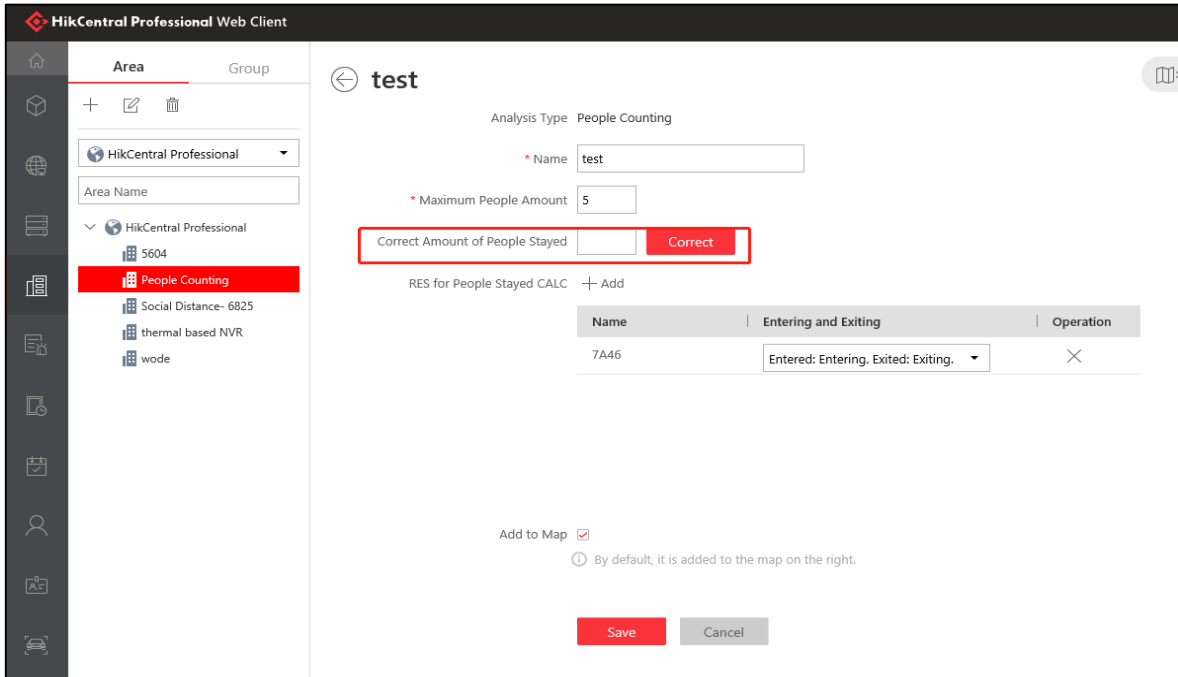 HikCentral Professional Web Client
Area
Group
HikCentral Professional
Area Name
HikCentral Professional
5604
People Counting
Social Distance- 6825
thermal based NVR
wode
test
Analysis Type People Counting
* Name test
* Maximum People Amount 5
Correct Amount of People Stayed Correct
RES for People Stayed CALC + Add
Name Entering and Exiting Operation
7A46 Entered: Entering. Exited: Exiting.
Add to Map
By default, it is added to the map on the right.
Save Cancel